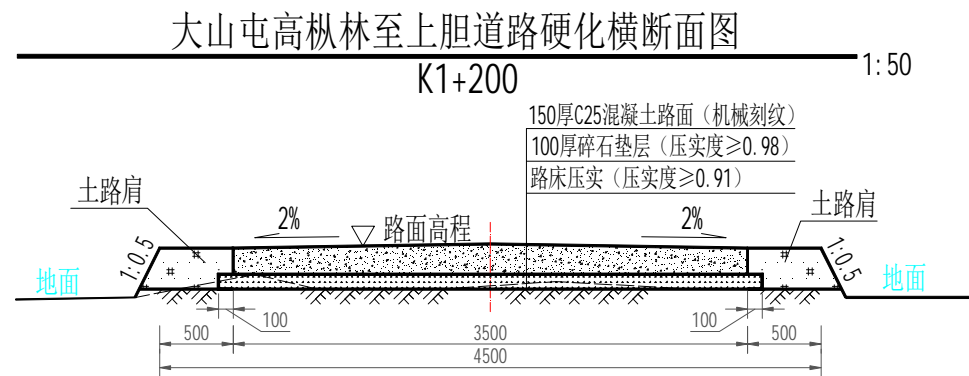 大山屯高枞林至上胆道路硬化横断面图
1:50
K1+200
150厚C25混凝土路面（机械刻纹）
100厚碎石垫层（压实度≥0.98）
路床压实（压实度≥0.91）
土路肩
土路肩
2%
路面高程
2%
1:0.5
1:0.5
地面
地面
100
100
500
3500
500
4500